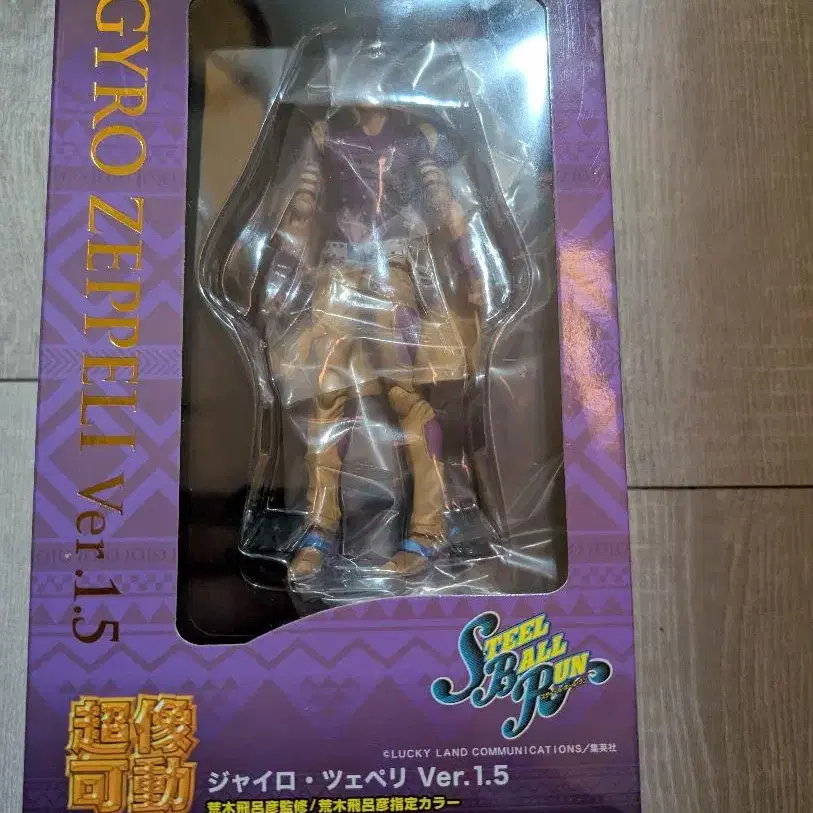 GYRO ZEPPELI Ver.1.5
STEEL
BALL
RUN
©LUCKY LAND COMMUNICATIONS/集英社
超像
可動
ジャイロ・ツェペリ Ver.1.5
荒木飛呂彦監修/荒木飛呂彦指定カラー